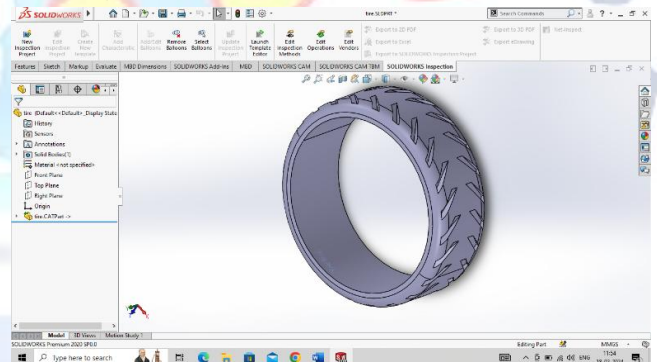 SOLIDWORKS
tire.SLDPRT *
Search Commands
New Inspection Project
Edit Inspection Project
Create New Template
Add Characteristic
Add/Edit Balloons
Remove Balloons
Select Balloons
Update Inspection Project
Launch Template Editor
Edit Inspection Methods
Edit Operations
Edit Vendors
Export to 2D PDF
Export to Excel
Export to SOLIDWORKS Inspection Project
Export to 3D PDF
Export eDrawing
Net-Inspect
Features Sketch Markup Evaluate MBD Dimensions SOLIDWORKS Add-Ins MBD SOLIDWORKS CAM SOLIDWORKS CAM TBM SOLIDWORKS Inspection
tire (Default<<Default>_Display State
History
Sensors
Annotations
Solid Bodies(1)
Material <not specified>
Front Plane
Top Plane
Right Plane
Origin
tire.CATPart ->
Model 3D Views Motion Study 1
SOLIDWORKS Premium 2020 SP0.0
Editing Part
MMGS
Type here to search
ENG
11:54